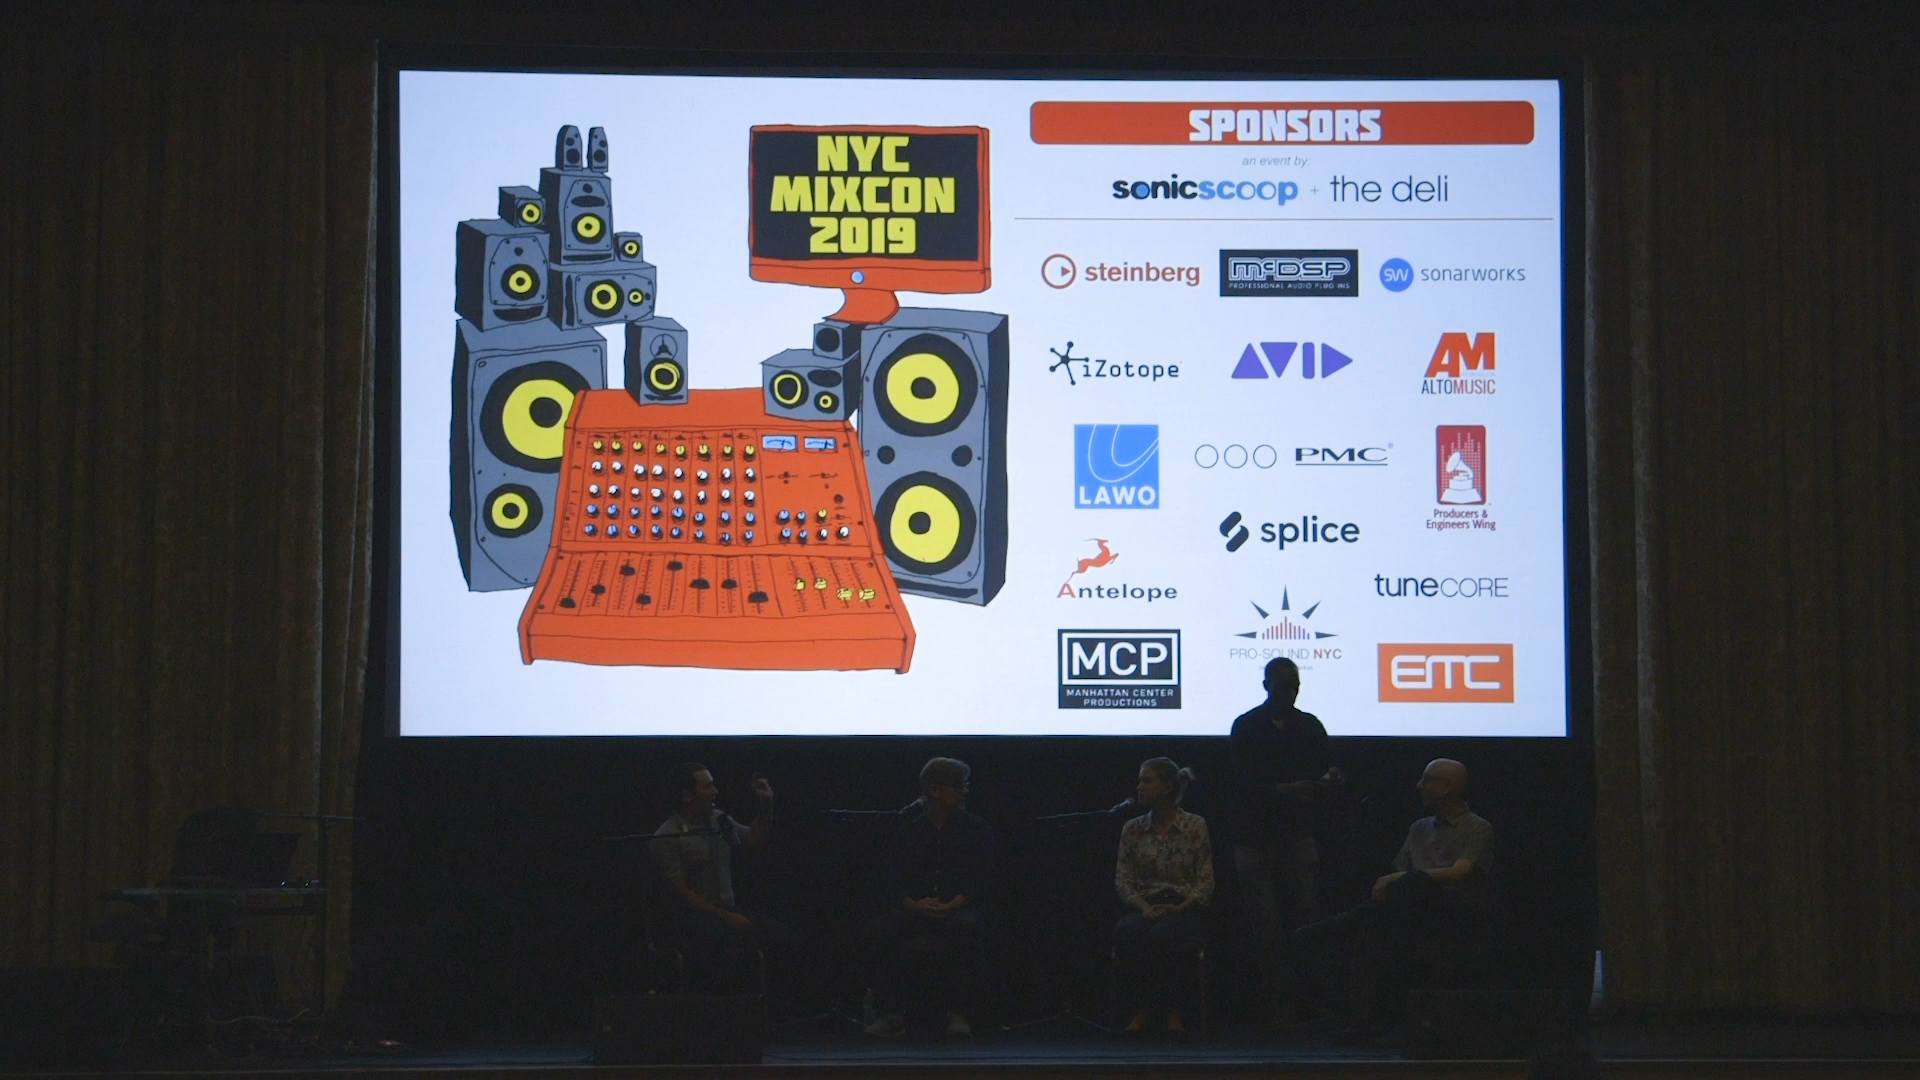 NYC
MIXCON
2019
SPONSORS
an event by:
sonicscoop + the deli
steinberg
McDSP
PROFESSIONAL AUDIO PLUG INS
SW sonarworks
iZotope
AVID
AM
ALTOMUSIC
LAWO
PMC®
Producers &
Engineers Wing
splice
Antelope
tuneCORE
MCP
MANHATTAN CENTER
PRODUCTIONS
PRO-SOUND NYC
EMC